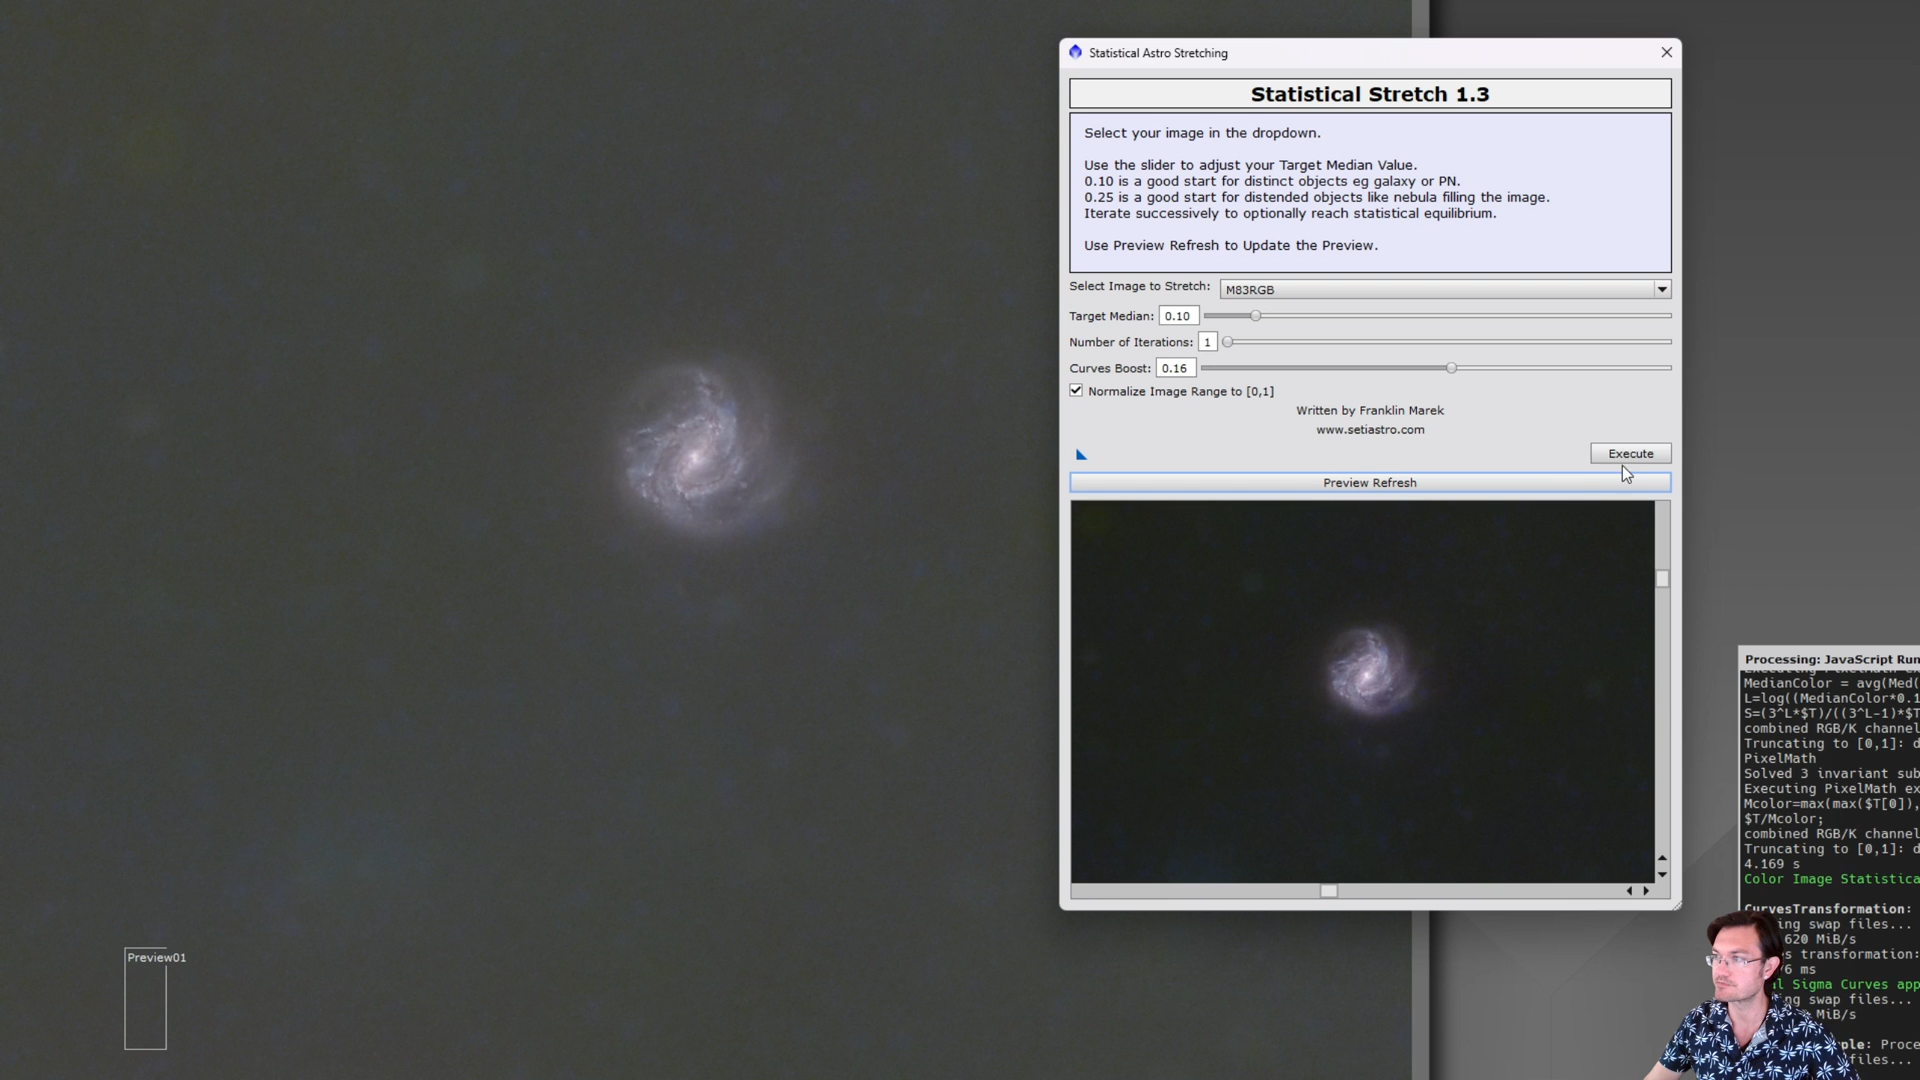 Statistical Astro Stretching
Statistical Stretch 1.3
Select your image in the dropdown.
Use the slider to adjust your Target Median Value.
0.10 is a good start for distinct objects eg galaxy or PN.
0.25 is a good start for distended objects like nebula filling the image.
Iterate successively to optionally reach statistical equilibrium.
Use Preview Refresh to Update the Preview.
Select Image to Stretch: M83RGB
Target Median: 0.10
Number of Iterations: 1
Curves Boost: 0.16
Normalize Image Range to [0,1]
Written by Franklin Marek
www.setiastro.com
Execute
Preview Refresh
Preview01
Processing: JavaScript Run
MedianColor = avg(Med(
L=log((MedianColor*0.1
S=(3^L*$T)/((3^L-1)*$T
combined RGB/K channel
Truncating to [0,1]: d
PixelMath
Solved 3 invariant sub
Executing PixelMath ex
Mcolor=max(max($T[0]),
$T/Mcolor;
combined RGB/K channel
Truncating to [0,1]: d
4.169 s
Color Image Statistica
CurvesTransformation:
ing swap files...
620 MiB/s
s transformation:
6 ms
l Sigma Curves app
ng swap files...
MiB/s
ple: Proce
files...